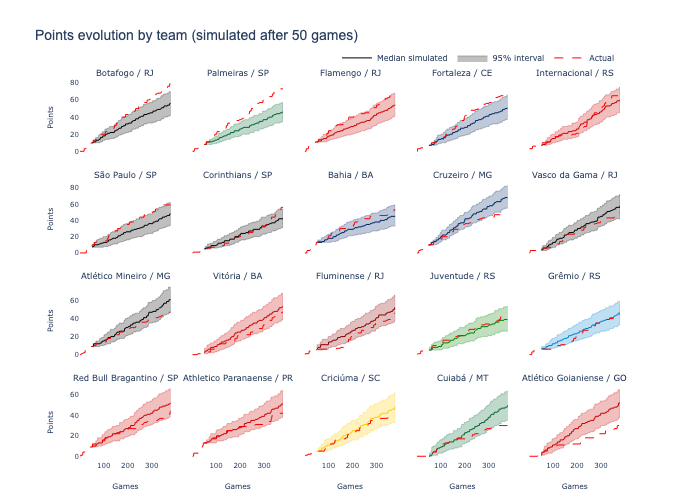 Points evolution by team (simulated after 50 games)
Median simulated 95% interval Actual
Botafogo / RJ Palmeiras / SP Flamengo / RJ Fortaleza / CE Internacional / RS
80
60
40
20
0
Points
São Paulo / SP Corinthians / SP Bahia / BA Cruzeiro / MG Vasco da Gama / RJ
80
60
40
20
0
Points
Atlético Mineiro / MG Vitória / BA Fluminense / RJ Juventude / RS Grêmio / RS
60
40
20
0
Points
Red Bull Bragantino / SP Athletico Paranaense / PR Criciúma / SC Cuiabá / MT Atlético Goianiense / GO
60
40
20
0
Points
100 200 300 100 200 300 100 200 300 100 200 300 100 200 300
Games Games Games Games Games